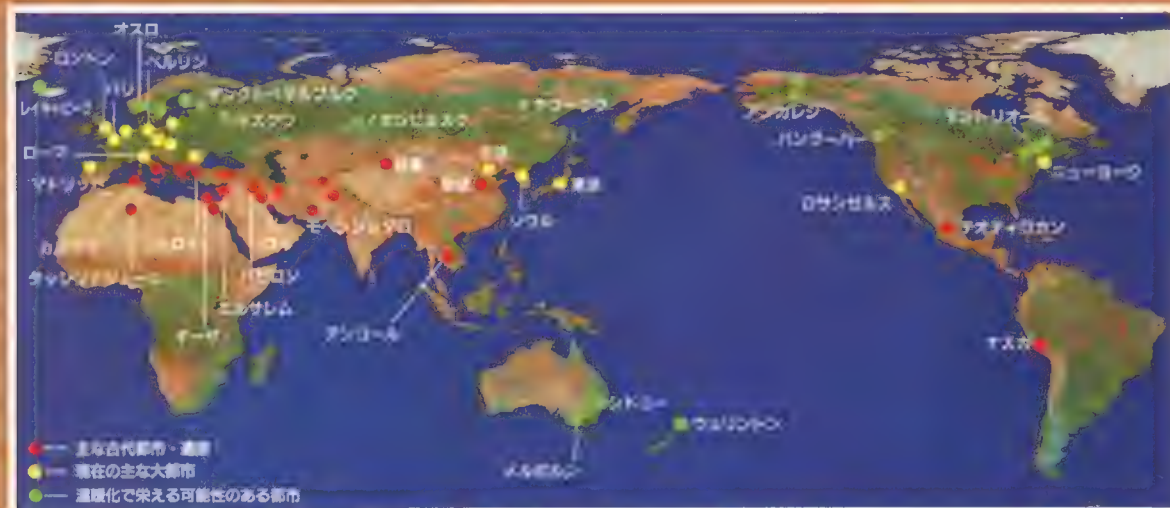 オスロ
ロンドン
パリ
ベルリン
レイキャビーク
サンクト・ペテルブルク
モスクワ
ノボシビルスク
ヤクーツク
ローマ
マドリッド
北京
東京
ソウル
モヘンジョダロ
バビロン
エルサレム
ギーザ
アンコール
シドニー
メルボルン
ウェリントン
バンクーバー
モントリオール
ニューヨーク
ロサンゼルス
テオティワカン
ナスカ
主な古代都市・遺跡
現在の主な大都市
温暖化で栄える可能性のある都市